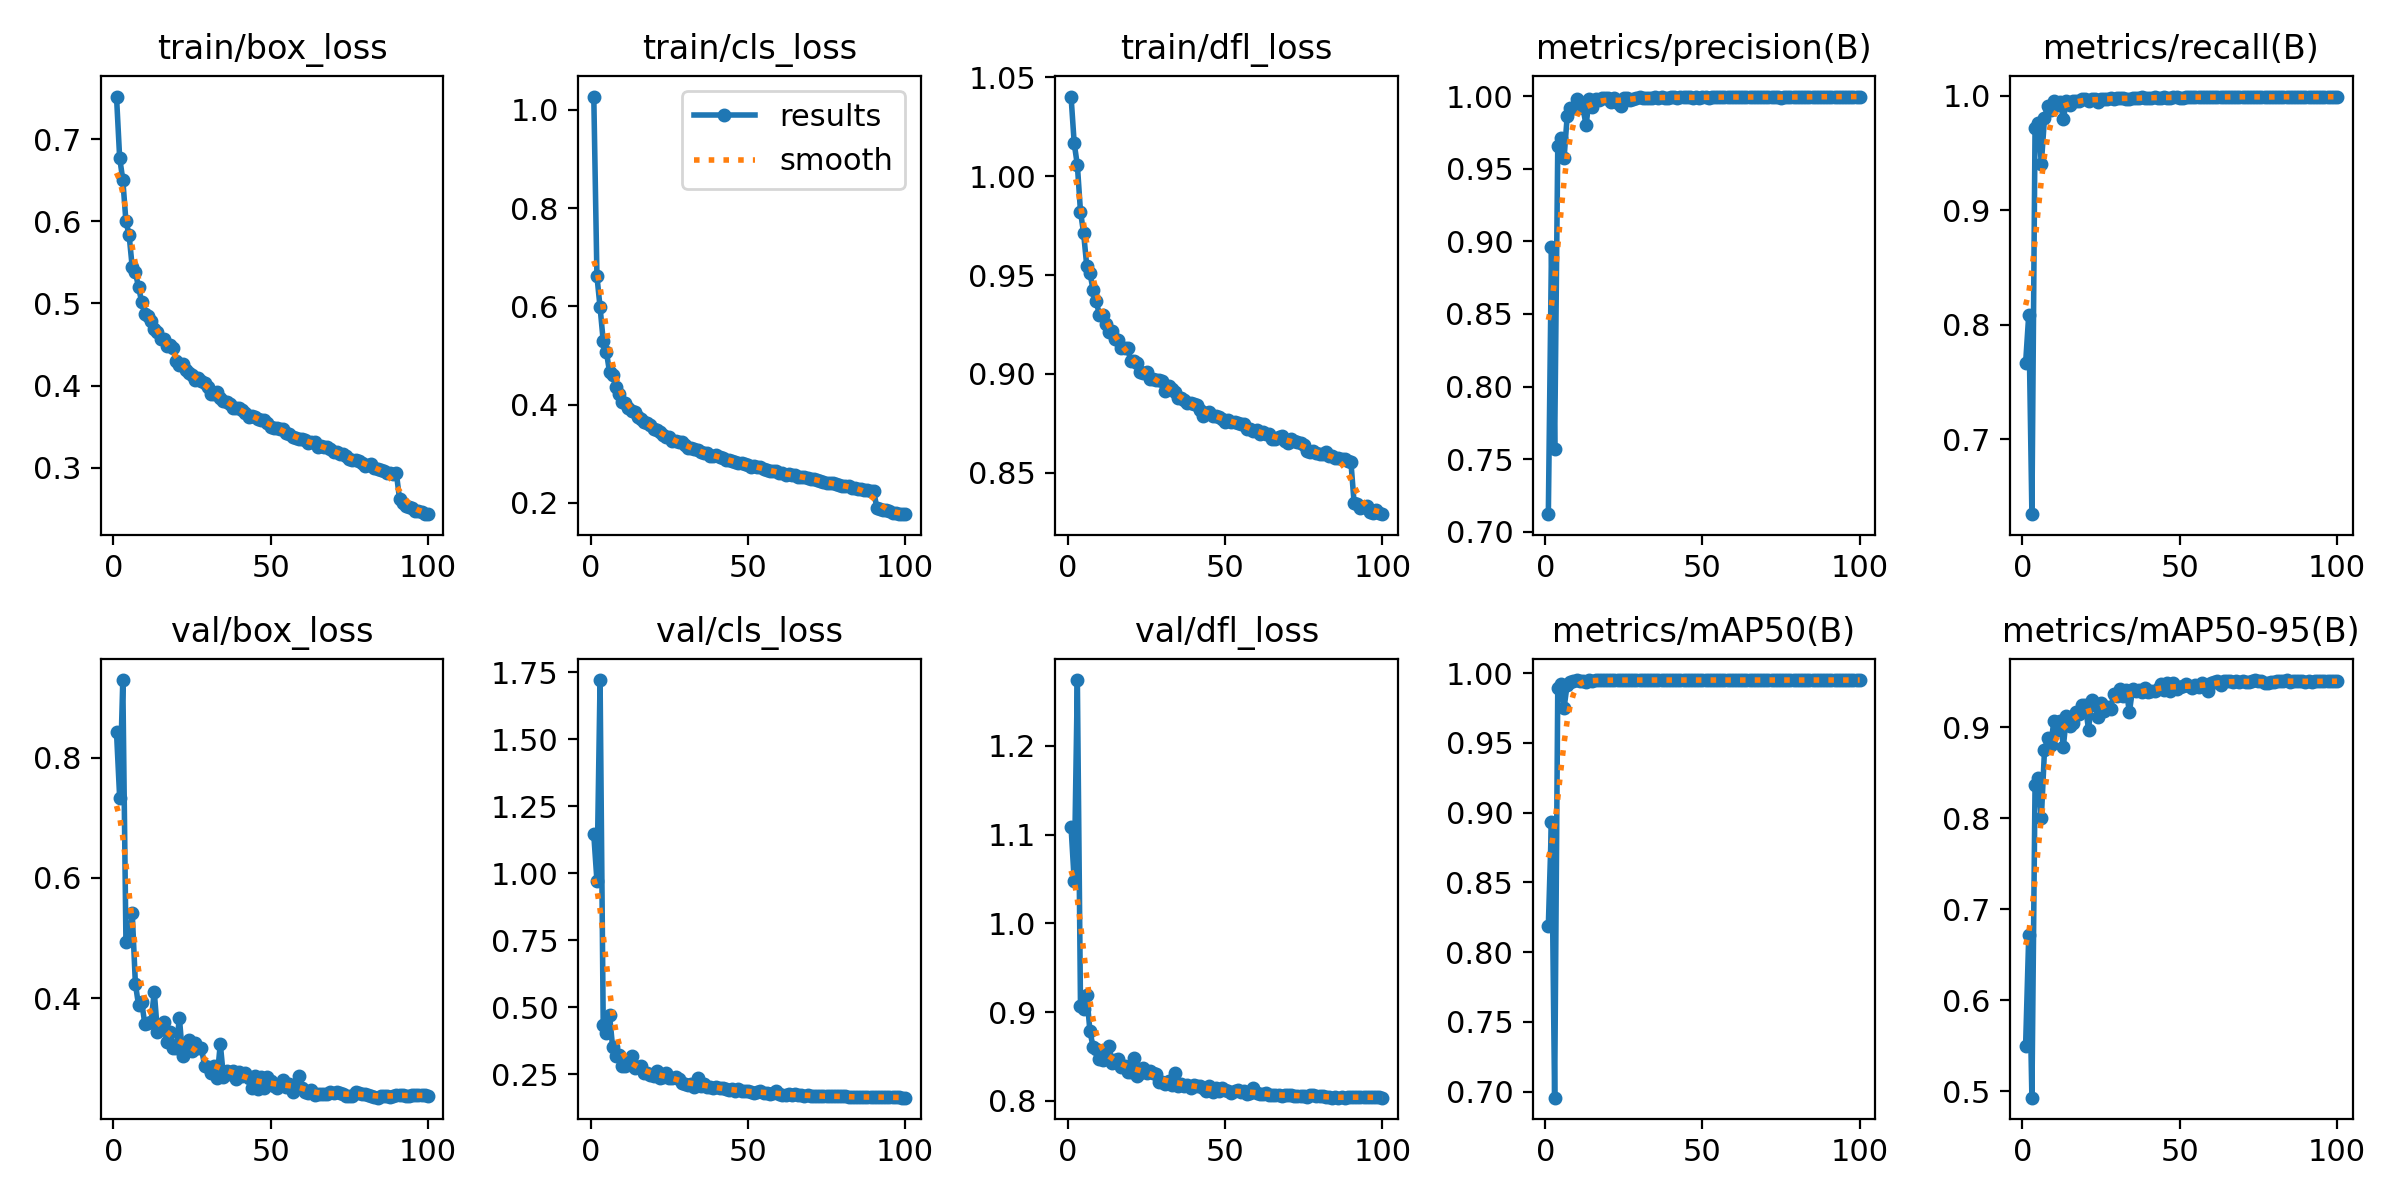 train/box_loss
0.7
0.6
0.5
0.4
0.3
0 50 100
train/cls_loss
results
smooth
1.0
0.8
0.6
0.4
0.2
0 50 100
train/dfl_loss
1.05
1.00
0.95
0.90
0.85
0 50 100
metrics/precision(B)
1.00
0.95
0.90
0.85
0.80
0.75
0.70
0 50 100
metrics/recall(B)
1.0
0.9
0.8
0.7
0 50 100
val/box_loss
0.8
0.6
0.4
0 50 100
val/cls_loss
1.75
1.50
1.25
1.00
0.75
0.50
0.25
0 50 100
val/dfl_loss
1.2
1.1
1.0
0.9
0.8
0 50 100
metrics/mAP50(B)
1.00
0.95
0.90
0.85
0.80
0.75
0.70
0 50 100
metrics/mAP50-95(B)
0.9
0.8
0.7
0.6
0.5
0 50 100